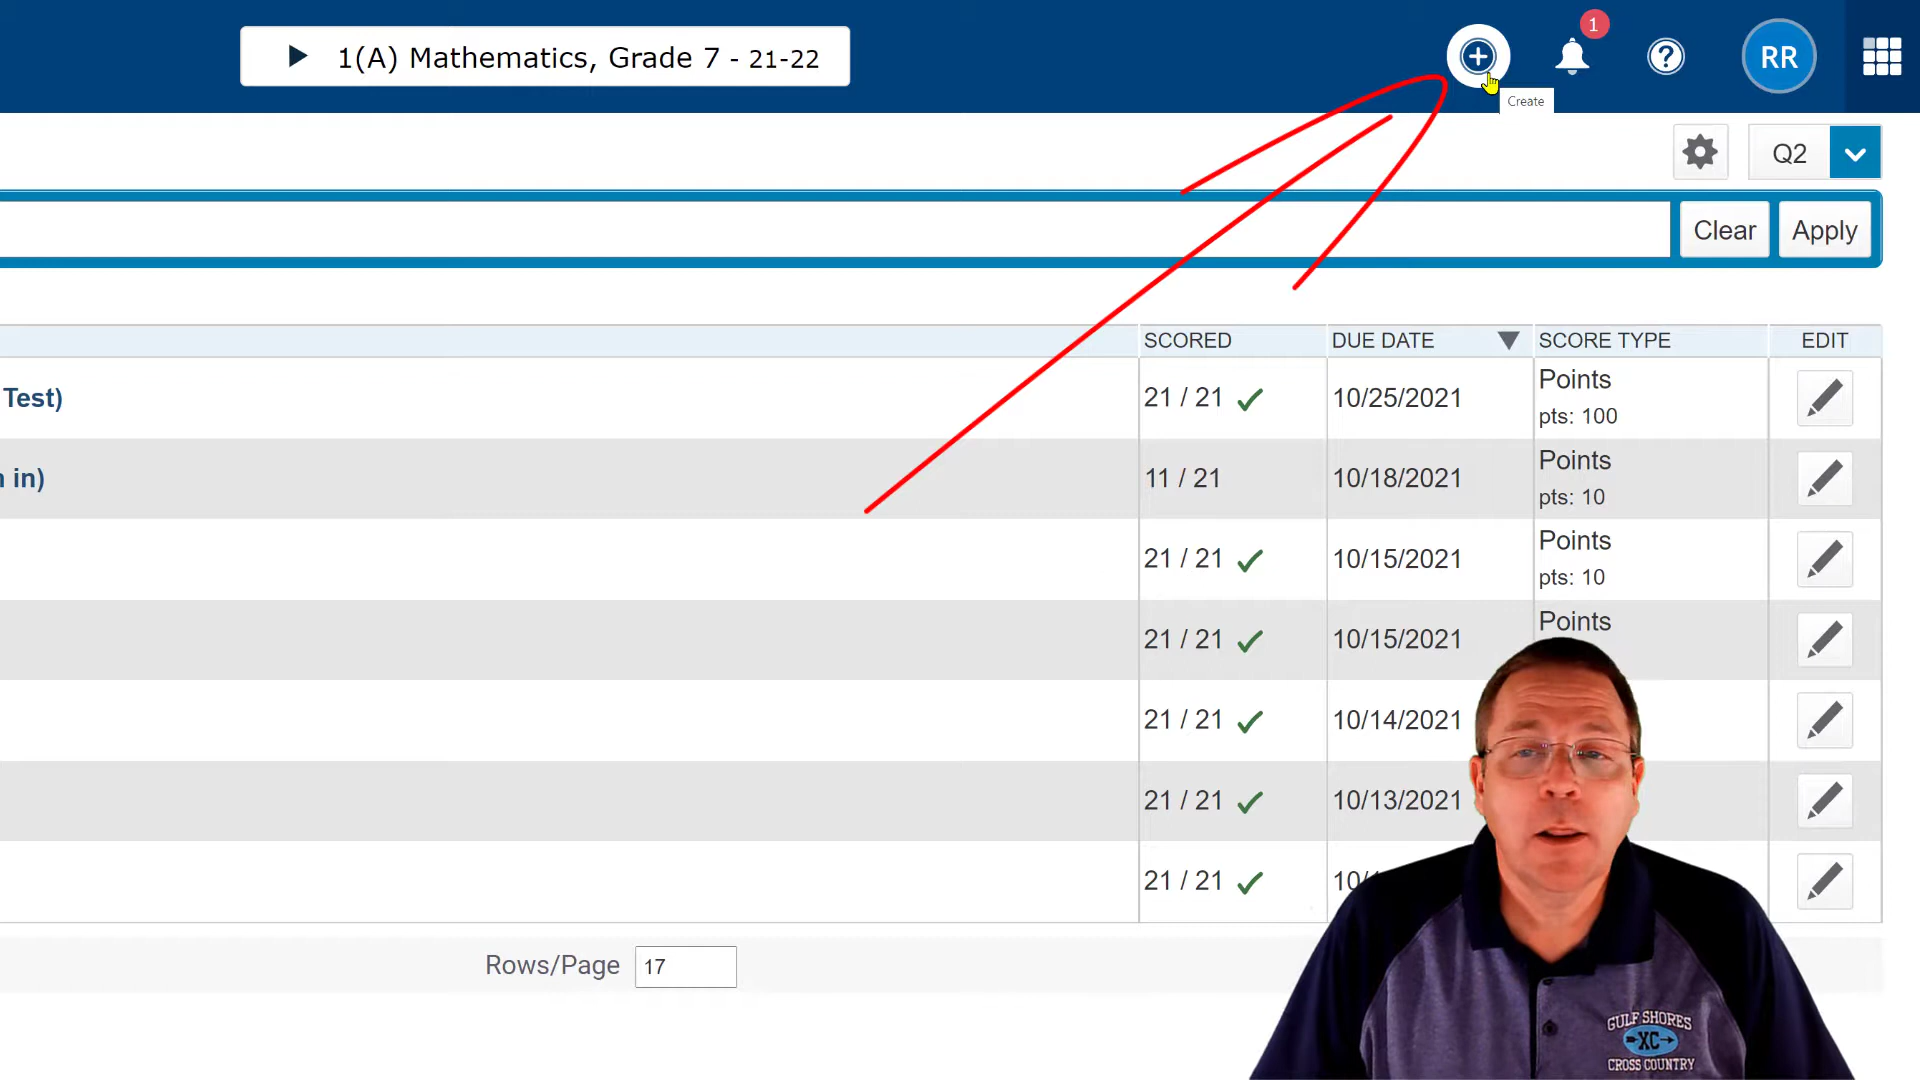 1(A) Mathematics, Grade 7 - 21-22
1
RR
Create
Q2
Clear
Apply
SCORED
DUE DATE
SCORE TYPE
EDIT
Test)
21 / 21
10/25/2021
Points
pts: 100
in)
11 / 21
10/18/2021
Points
pts: 10
21 / 21
10/15/2021
Points
pts: 10
21 / 21
10/15/2021
Points
21 / 21
10/14/2021
21 / 21
10/13/2021
21 / 21
10/
Rows/Page
17
GULF SHORES
XC
CROSS COUNTRY